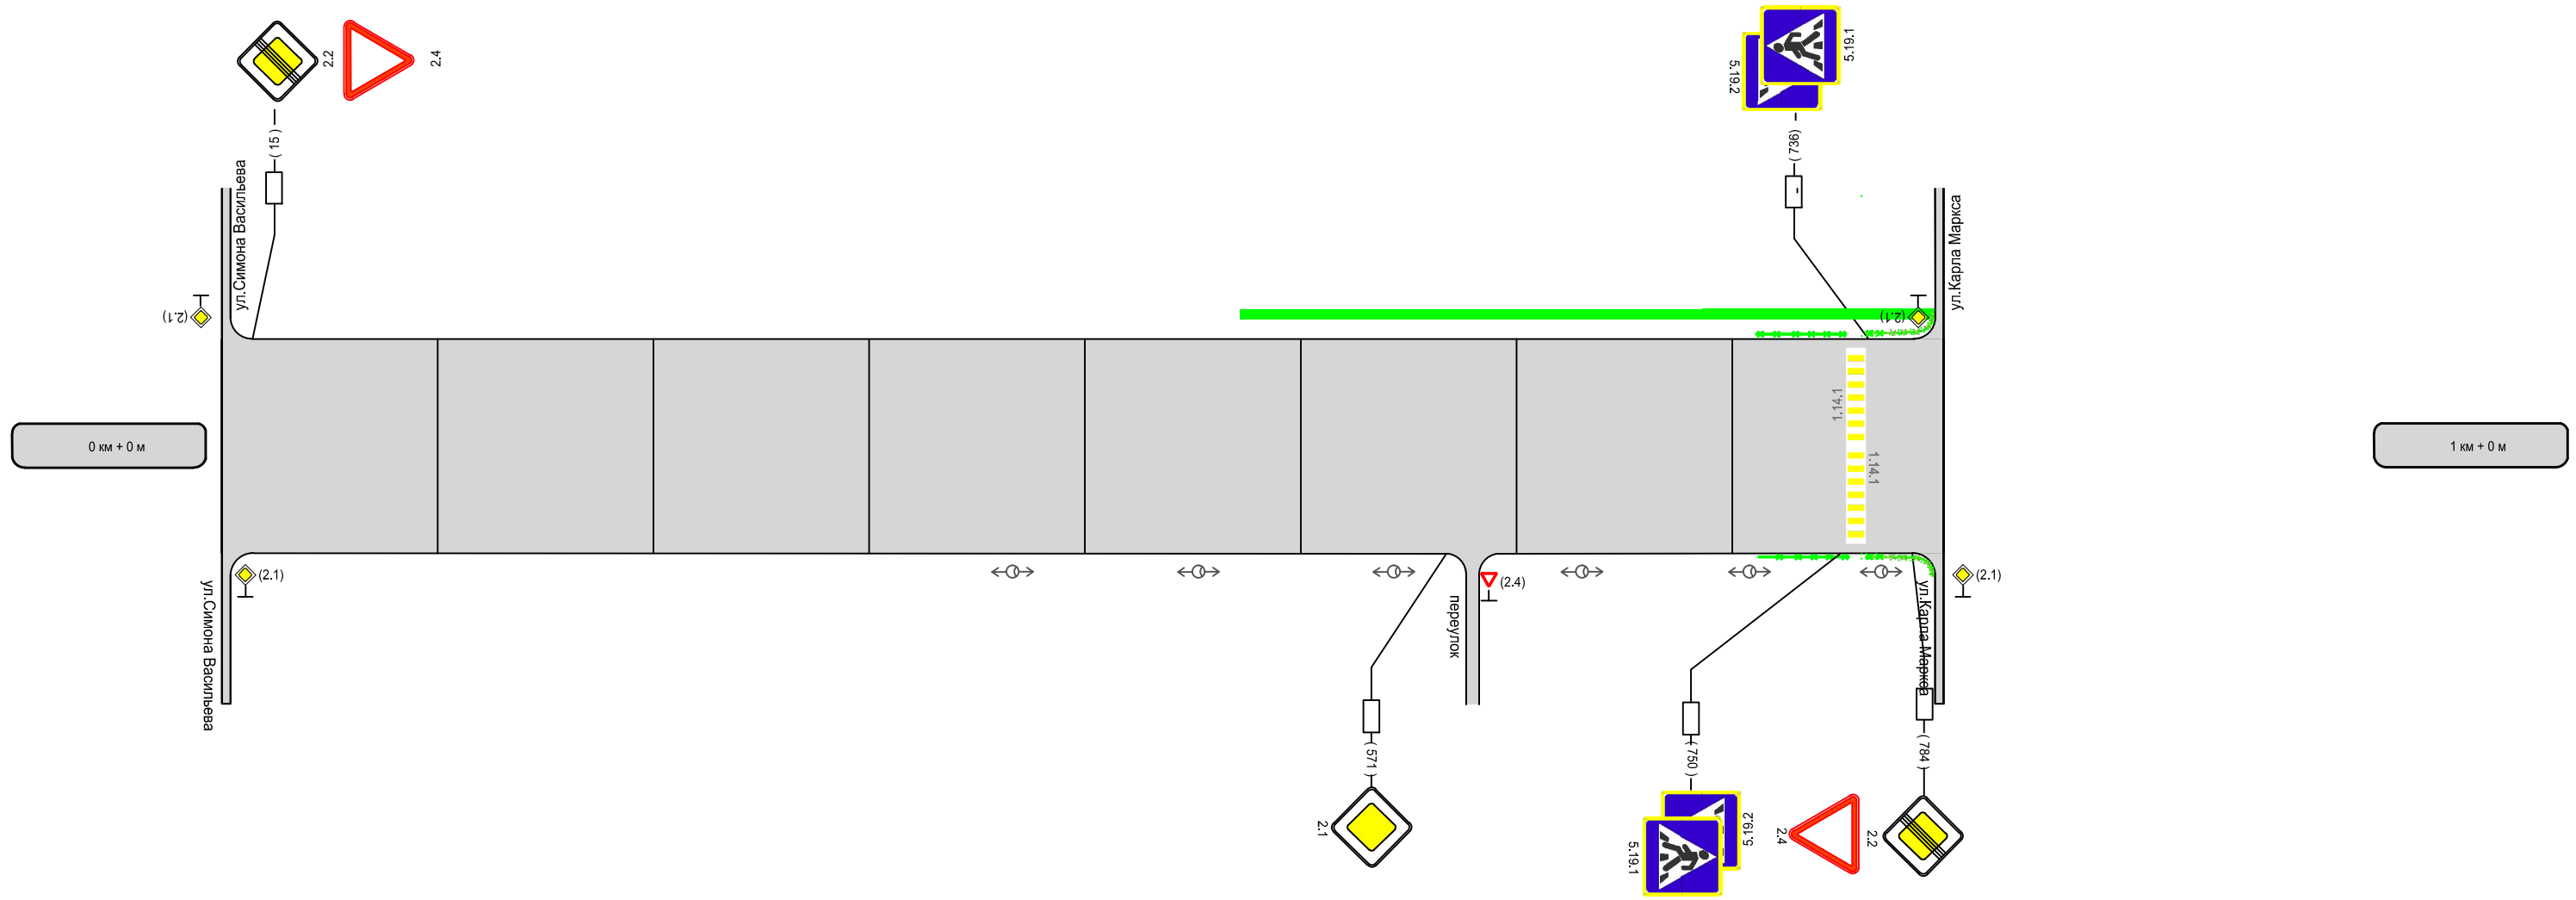 2.2
2.4
5.19.1
5.19.2
( 15 )
( 736)
ул.Симона Васильева
ул.Карла Маркса
(2.1)
(2.1)
1.14.1
0 км + 0 м
1 км + 0 м
1.14.1
(2.1)
(2.4)
(2.1)
ул.Симона Васильева
переулок
ул.Карла Маркса
( 571 )
( 750 )
( 784 )
2.1
5.19.2
5.19.1
2.4
2.2